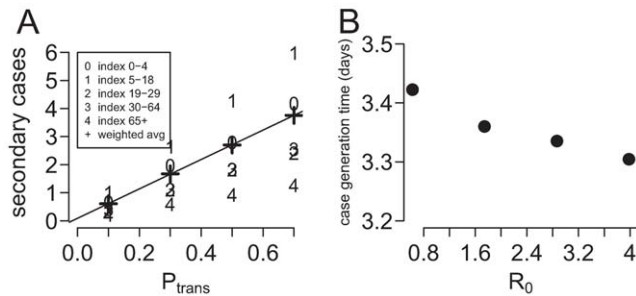 A
secondary cases
6
5
4
3
2
1
0
0 index 0-4
1 index 5-18
2 index 19-29
3 index 30-64
4 index 65+
+ weighted avg
0.0 0.2 0.4 0.6
P_trans
B
case generation time (days)
3.5
3.4
3.3
3.2
0.8 1.6 2.4 3.2 4
R_0